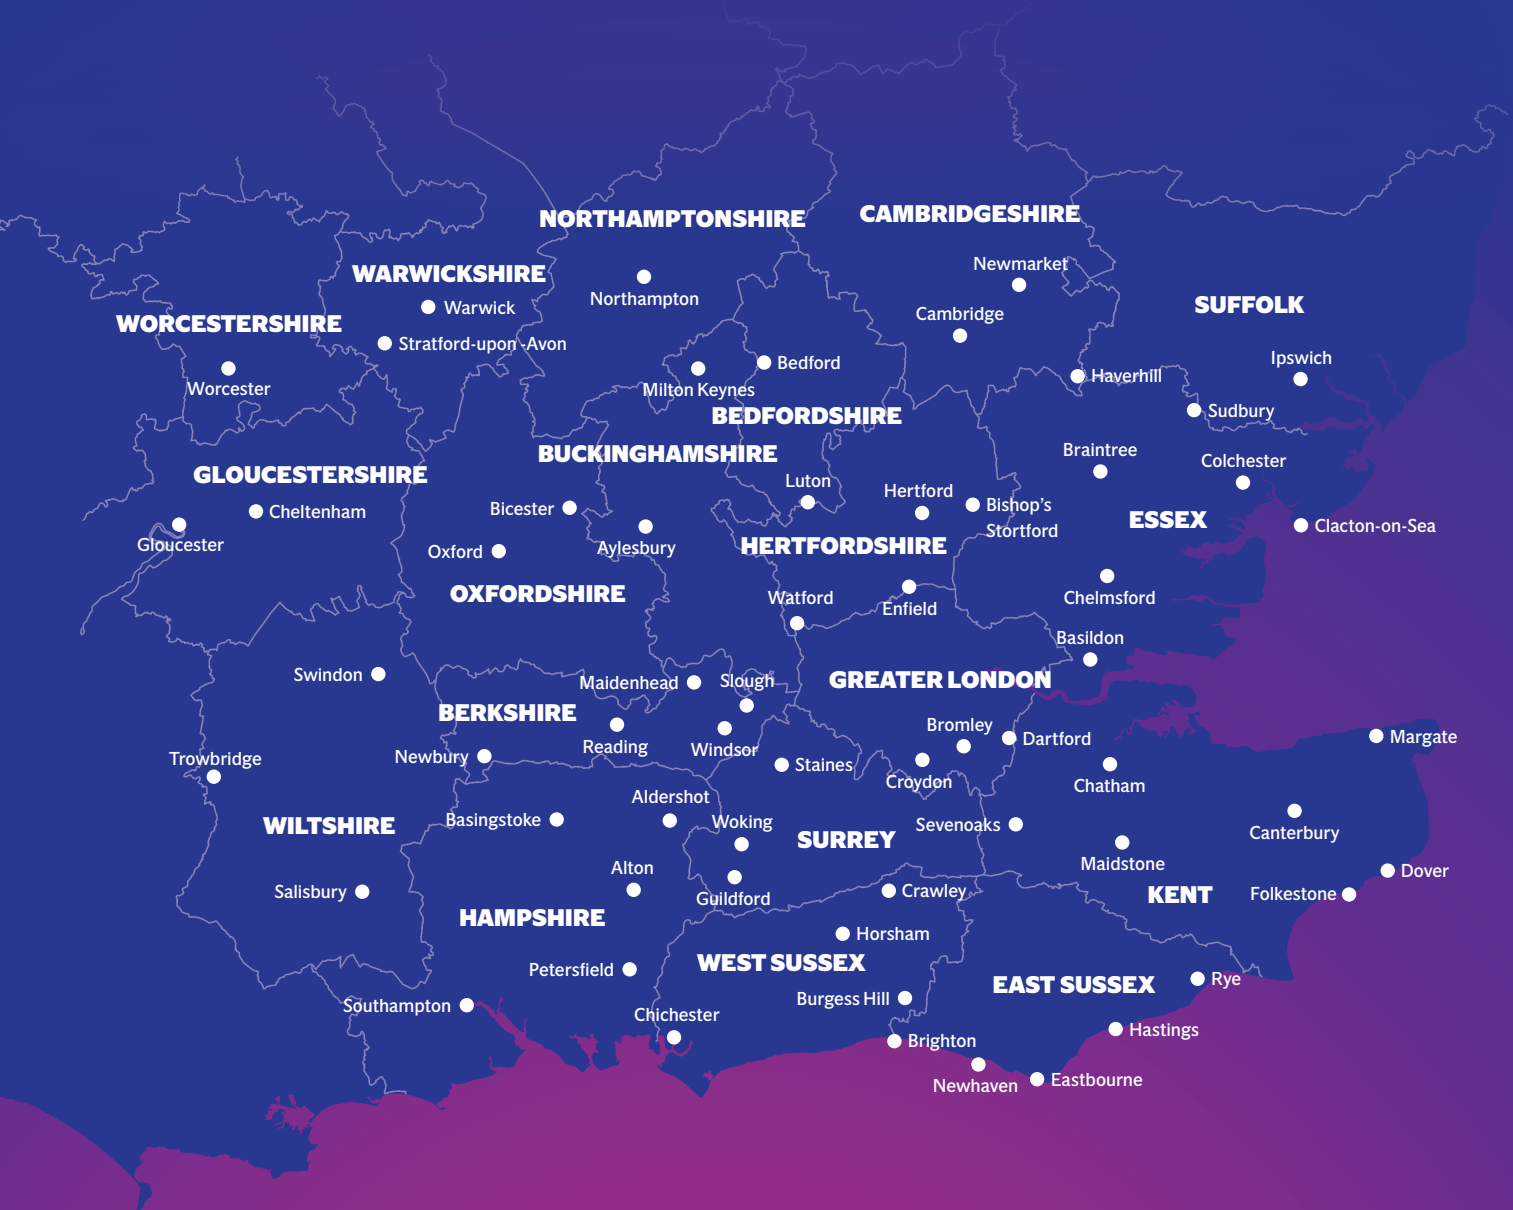 NORTHAMPTONSHIRE
CAMBRIDGESHIRE
Newmarket
WARWICKSHIRE
Northampton
Warwick
SUFFOLK
Cambridge
WORCESTERSHIRE
Stratford-upon-Avon
Ipswich
Bedford
Haverhill
Worcester
Milton Keynes
BEDFORDSHIRE
Sudbury
BUCKINGHAMSHIRE
Braintree
Colchester
GLOUCESTERSHIRE
Luton
Hertford
Bicester
Bishop's
Stortford
Cheltenham
ESSEX
Clacton-on-Sea
Gloucester
Oxford
Aylesbury
HERTFORDSHIRE
OXFORDSHIRE
Watford
Enfield
Chelmsford
Basildon
Swindon
Maidenhead
Slough
GREATER LONDON
BERKSHIRE
Bromley
Dartford
Margate
Reading
Windsor
Newbury
Trowbridge
Staines
Croydon
Chatham
Aldershot
Basingstoke
Woking
WILTSHIRE
SURREY
Sevenoaks
Canterbury
Maidstone
Alton
Dover
Salisbury
Guildford
Crawley
KENT
Folkestone
HAMPSHIRE
Horsham
WEST SUSSEX
Petersfield
EAST SUSSEX
Rye
Burgess Hill
Southampton
Chichester
Hastings
Brighton
Newhaven
Eastbourne